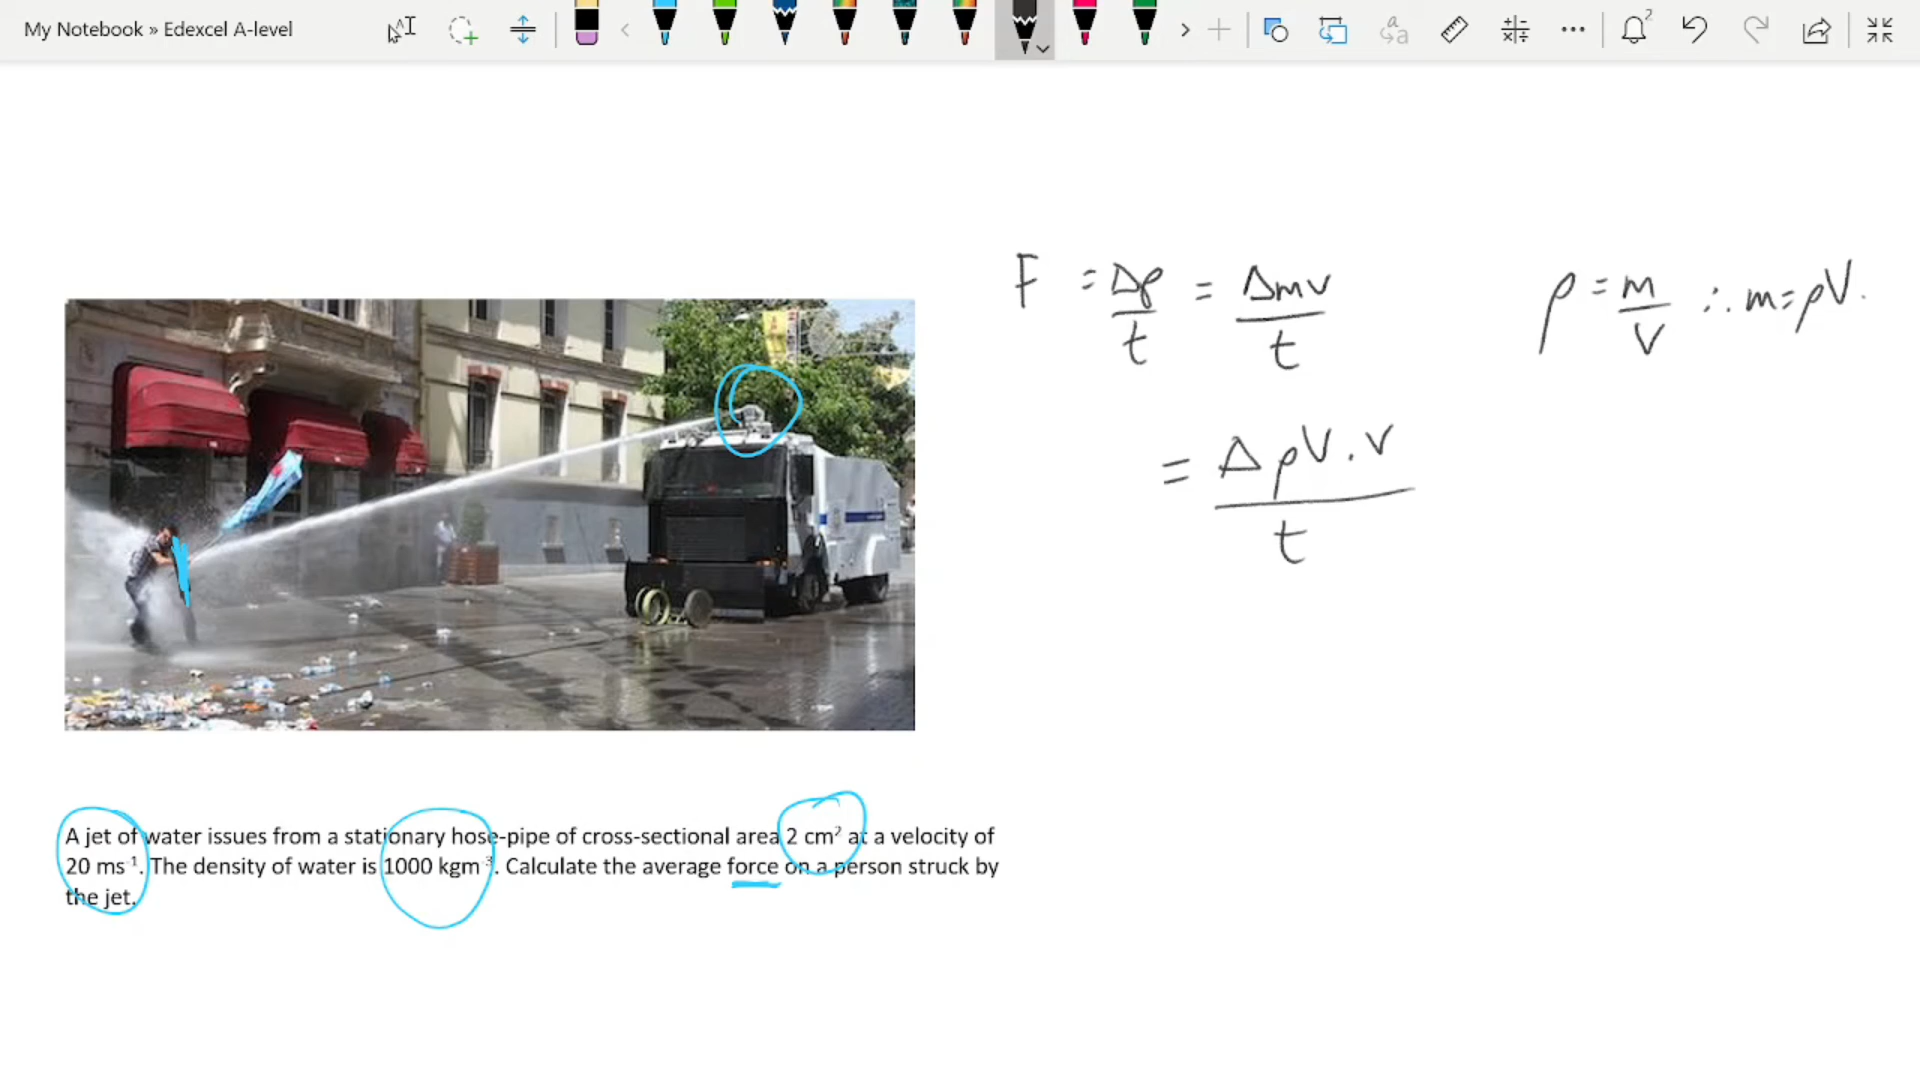 My Notebook » Edexcel A-level
F = Δp/t = Δmv/t
ρ = m/V ∴ m = ρV.
= ΔρV.v/t
A jet of water issues from a stationary hose-pipe of cross-sectional area 2 cm² at a velocity of
20 ms⁻¹. The density of water is 1000 kgm⁻³. Calculate the average force on a person struck by
the jet.